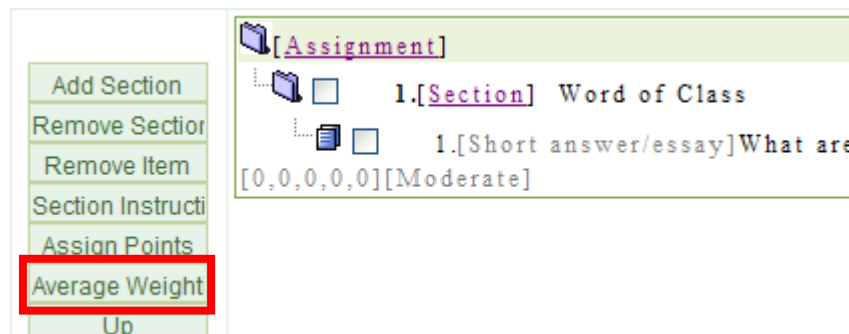 [Assignment]
Add Section
1.[Section] Word of Class
Remove Section
1.[Short answer/essay]What are
Remove Item
[0,0,0,0,0][Moderate]
Section Instructi
Assign Points
Average Weight
Up